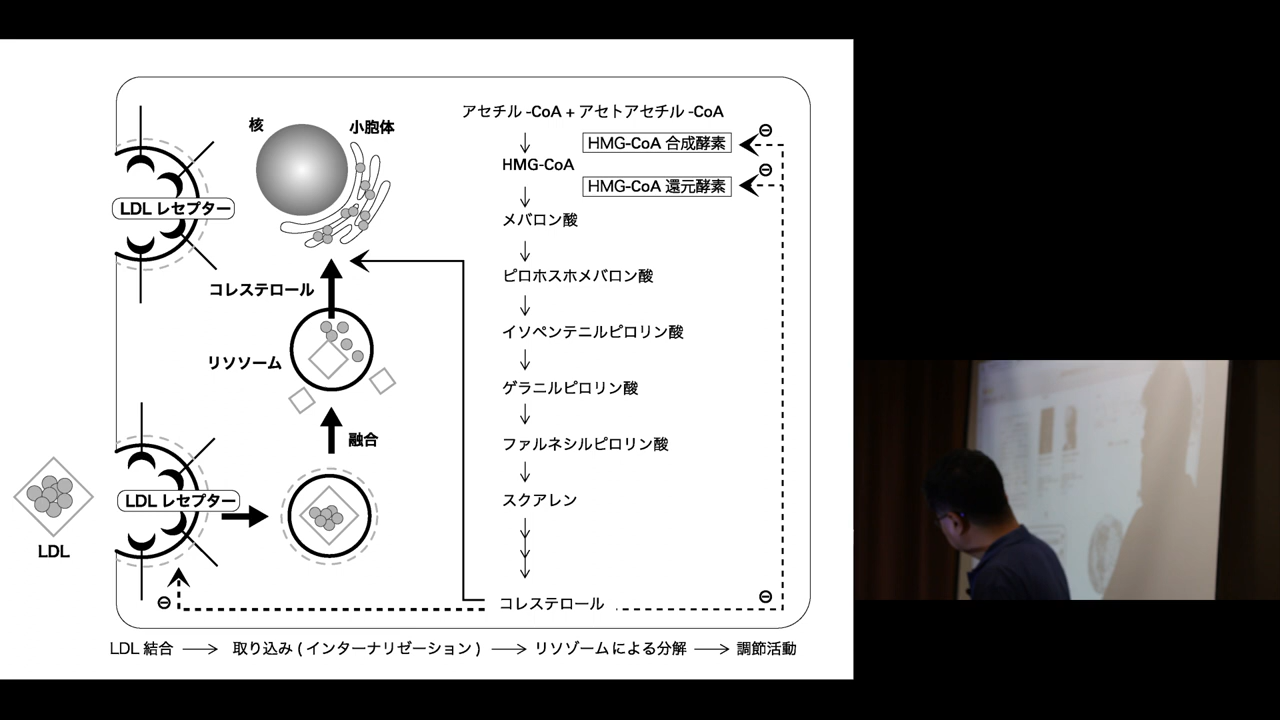 核
小胞体
LDL レセプター
コレステロール
リソソーム
融合
LDL レセプター
LDL
⊖
アセチル -CoA + アセトアセチル -CoA
HMG-CoA 合成酵素
⊖
HMG-CoA
HMG-CoA 還元酵素
⊖
メバロン酸
ピロホスホメバロン酸
イソペンテニルピロリン酸
ゲラニルピロリン酸
ファルネシルピロリン酸
スクアレン
コレステロール
⊖
LDL 結合 → 取り込み ( インターナリゼーション ) → リソゾームによる分解 → 調節活動